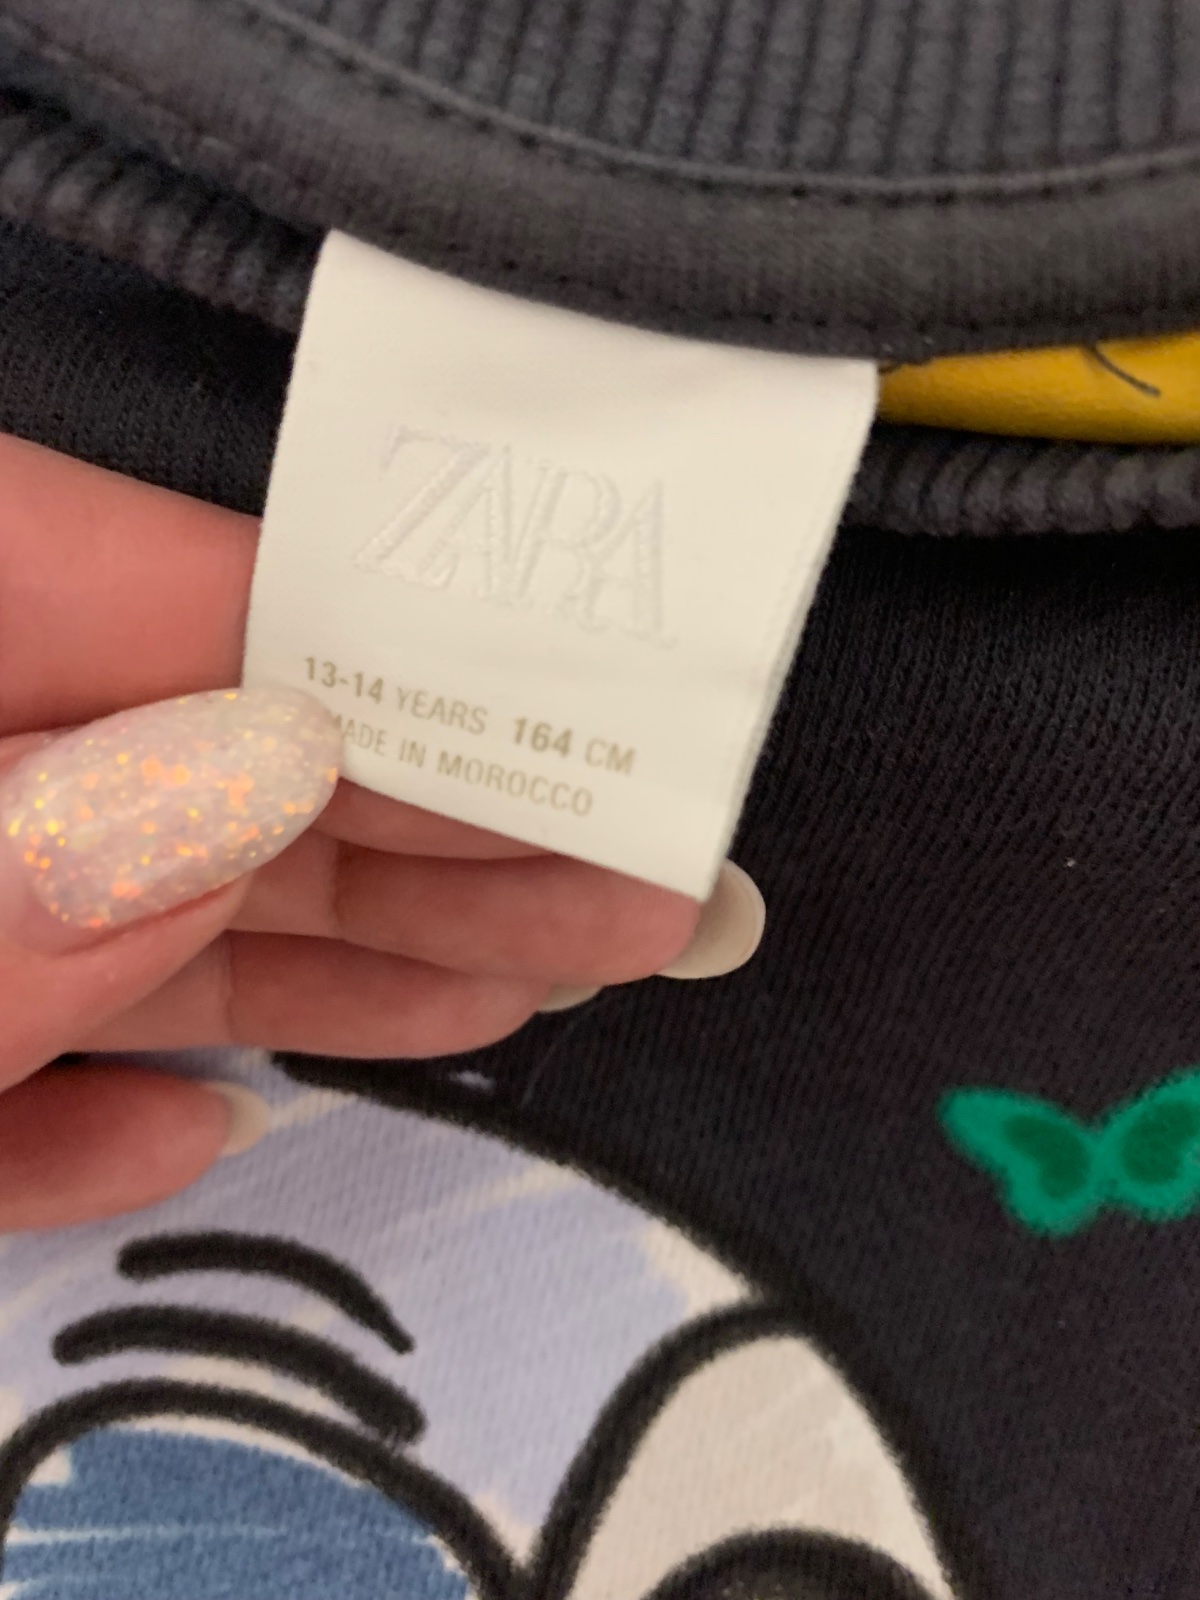 ZARA
13-14 YEARS 164 CM
MADE IN MOROCCO